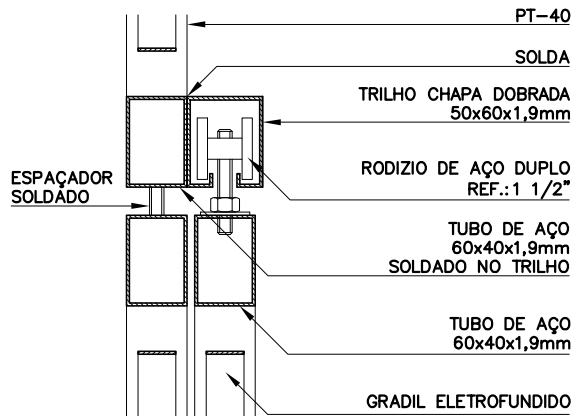 PT-40
SOLDA
TRILHO CHAPA DOBRADA
50x60x1,9mm
RODIZIO DE AÇO DUPLO
REF.:1 1/2"
ESPAÇADOR
SOLDADO
TUBO DE AÇO
60x40x1,9mm
SOLDADO NO TRILHO
TUBO DE AÇO
60x40x1,9mm
GRADIL ELETROFUNDIDO